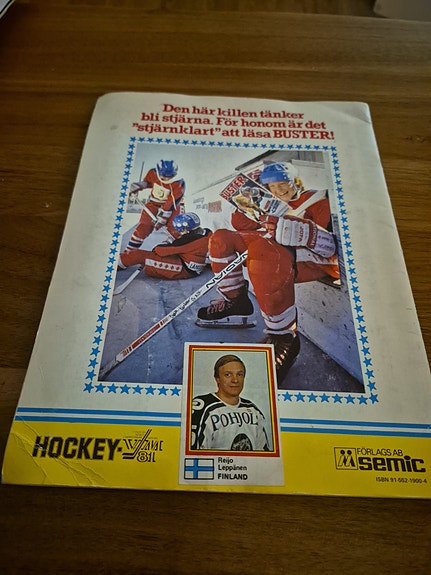 Den här killen tänker
bli stjärna. För honom är det
"stjärnklart" att läsa BUSTER!
BUSTER
POHJOL
Reijo
Leppänen
FINLAND
HOCKEY-VM
81
FÖRLAGS AB
semic
ISBN 91-552-1900-4